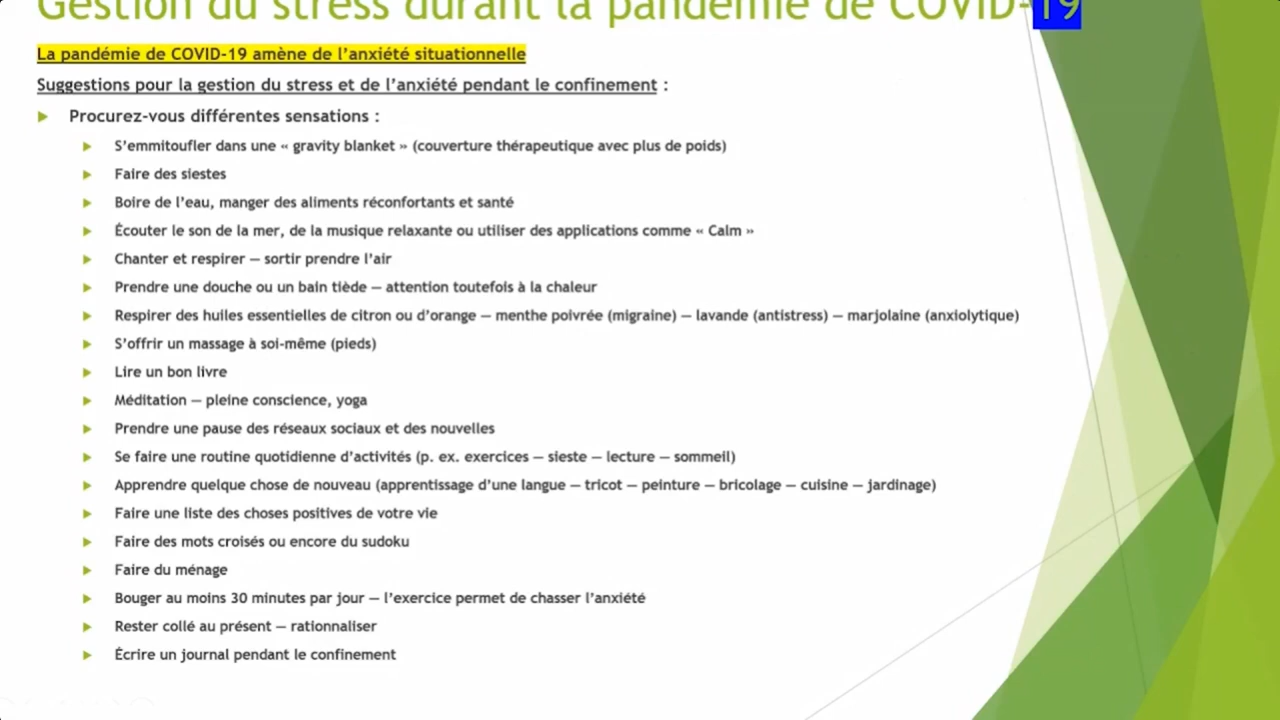 Gestion du stress durant la pandémie de COVID-19
La pandémie de COVID-19 amène de l'anxiété situationnelle
Suggestions pour la gestion du stress et de l'anxiété pendant le confinement :
Procurez-vous différentes sensations :
S'emmitoufler dans une « gravity blanket » (couverture thérapeutique avec plus de poids)
Faire des siestes
Boire de l'eau, manger des aliments réconfortants et santé
Écouter le son de la mer, de la musique relaxante ou utiliser des applications comme « Calm »
Chanter et respirer — sortir prendre l'air
Prendre une douche ou un bain tiède — attention toutefois à la chaleur
Respirer des huiles essentielles de citron ou d'orange — menthe poivrée (migraine) — lavande (antistress) — marjolaine (anxiolytique)
S'offrir un massage à soi-même (pieds)
Lire un bon livre
Méditation — pleine conscience, yoga
Prendre une pause des réseaux sociaux et des nouvelles
Se faire une routine quotidienne d'activités (p. ex. exercices — sieste — lecture — sommeil)
Apprendre quelque chose de nouveau (apprentissage d'une langue — tricot — peinture — bricolage — cuisine — jardinage)
Faire une liste des choses positives de votre vie
Faire des mots croisés ou encore du sudoku
Faire du ménage
Bouger au moins 30 minutes par jour — l'exercice permet de chasser l'anxiété
Rester collé au présent — rationnaliser
Écrire un journal pendant le confinement